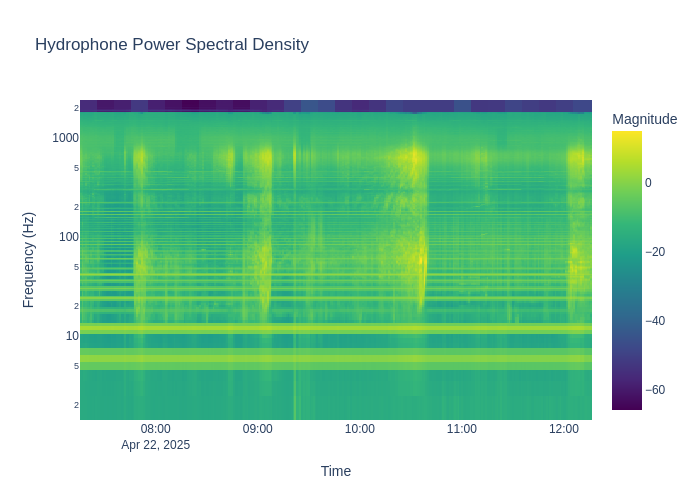 Hydrophone Power Spectral Density
Magnitude
2
1000
5
2
100
5
2
10
5
2
Frequency (Hz)
0
−20
−40
−60
08:00 09:00 10:00 11:00 12:00
Apr 22, 2025
Time